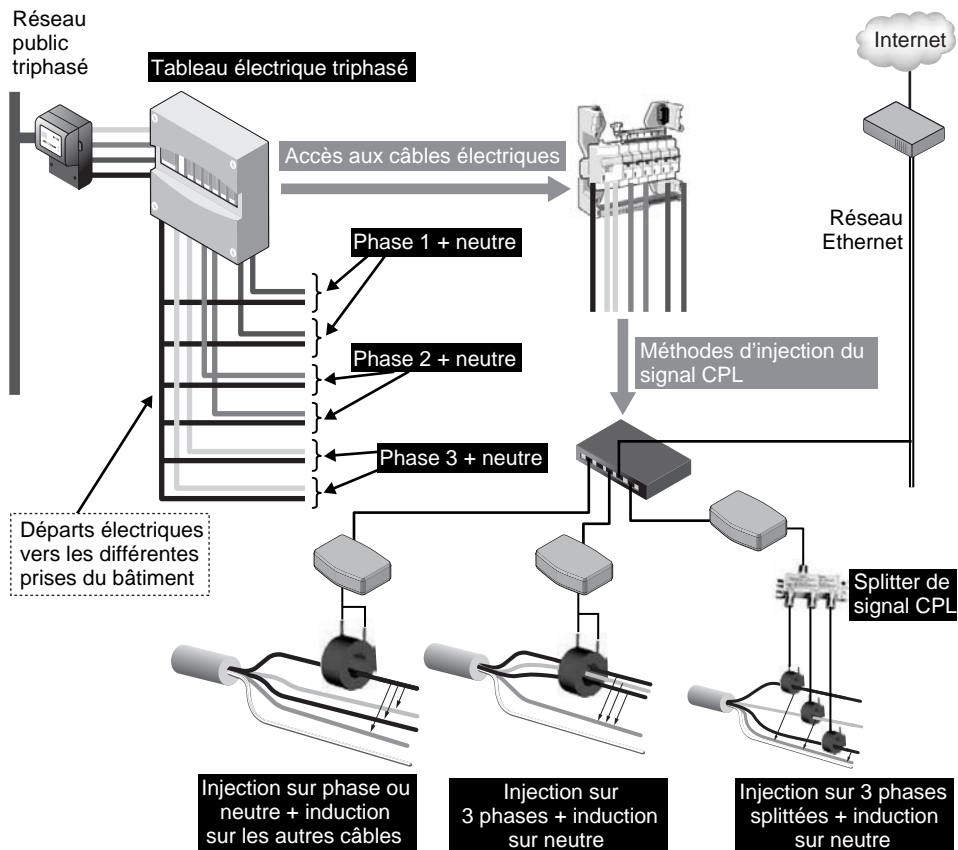 Réseau
public
triphasé
Tableau électrique triphasé
Internet
Accès aux câbles électriques
Réseau
Ethernet
Phase 1 + neutre
Méthodes d'injection du
signal CPL
Phase 2 + neutre
Phase 3 + neutre
Départs électriques
vers les différentes
prises du bâtiment
Splitter de
signal CPL
Injection sur phase ou
neutre + induction
sur les autres câbles
Injection sur
3 phases + induction
sur neutre
Injection sur 3 phases
splittées + induction
sur neutre